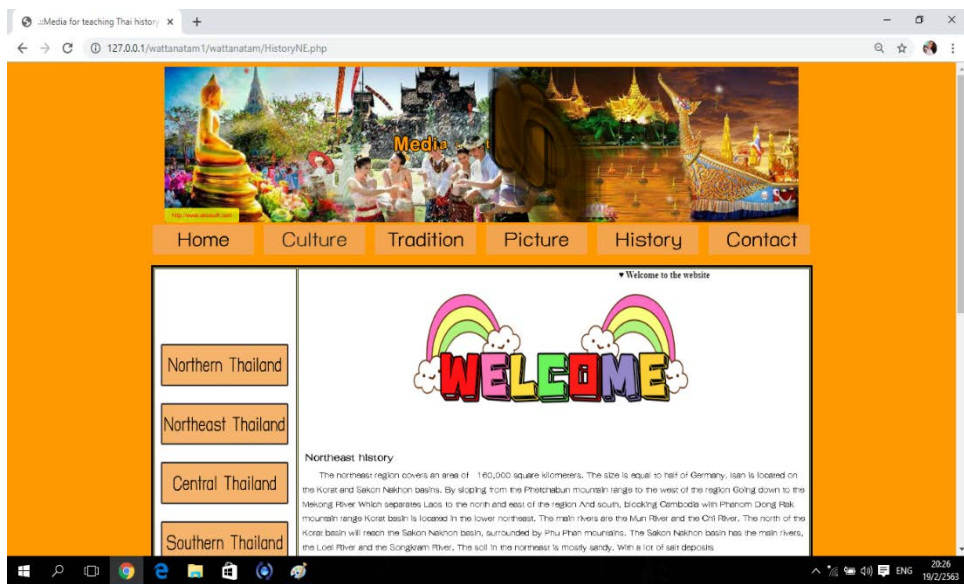 .::Media for teaching Thai history
127.0.0.1/wattanatam1/wattanatam/HistoryNE.php
Media
Home Culture Tradition Picture History Contact
♥ Welcome to the website
WELCOME
Northern Thailand
Northeast Thailand
Central Thailand
Southern Thailand
Northeast history
The northeast region covers an area of 160,000 square kilometers. The size is equal to half of Germany. Isan is located on
the Korat and Sakon Nakhon basins. By sloping from the Phetchabun mountain range to the west of the region Going down to the
Mekong River Which separates Laos to the north and east of the region And south, blocking Cambodia with Phanom Dong Rak
mountain range Korat basin is located in the lower northeast. The main rivers are the Mun River and the Chi River. The north of the
Korat basin will reach the Sakon Nakhon basin, surrounded by Phu Phan mountains. The Sakon Nakhon basin has the main rivers,
the Loei River and the Songkram River. The soil in the northeast is mostly sandy. With a lot of salt deposits
ENG
20:26
19/2/2563